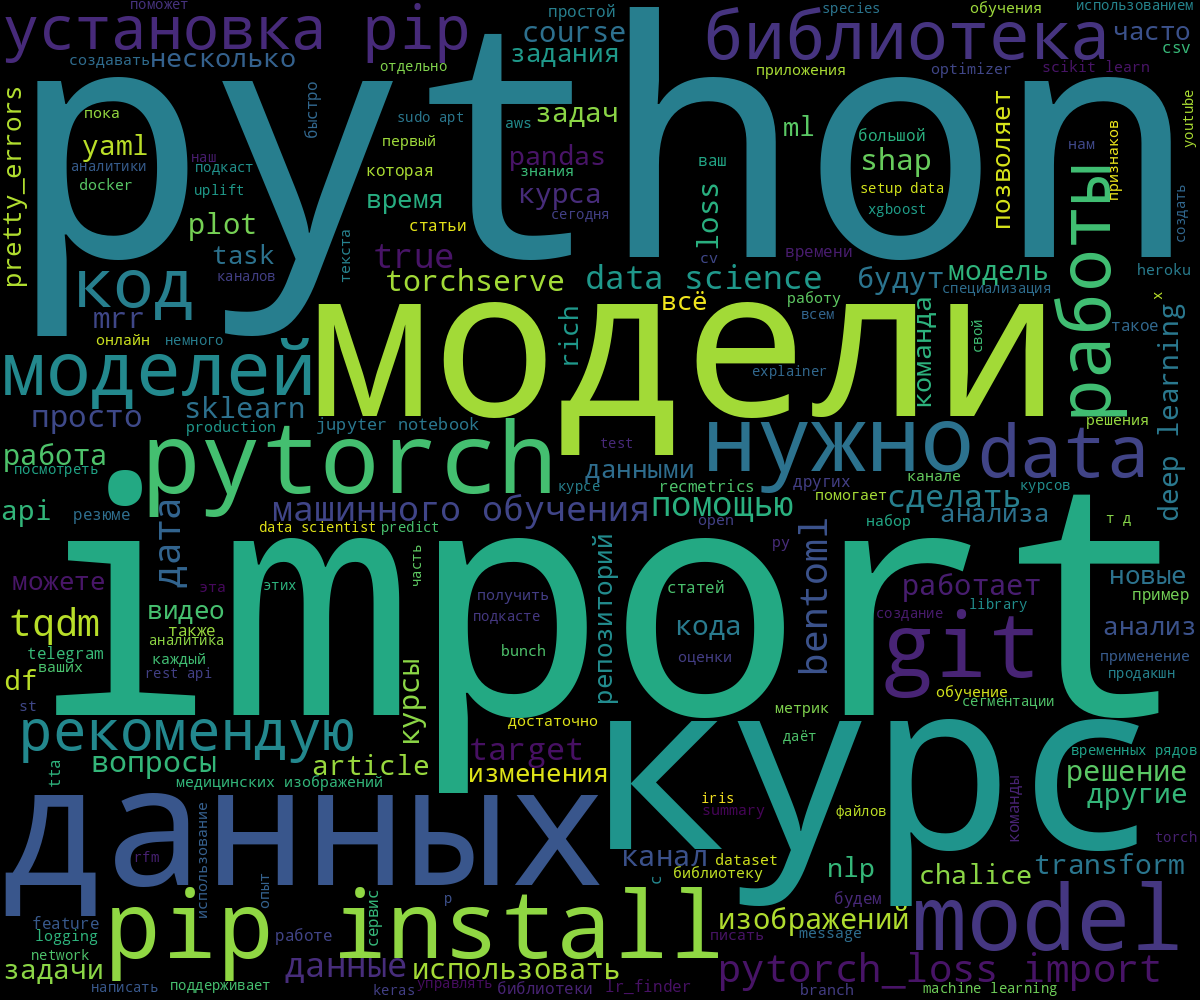 поможет
species
обучения
использованием
установка pip
простой
course
библиотека
часто
csv
создавать
несколько
отдельно
задания
приложения
optimizer
scikit learn
python
pretty_errors
пока
yaml
аналитики
docker
наш
подкаст
uplift
быстро
sudo apt
первый
которая
aws
задач
pandas
знания
курса
сегодня
ml
ваш
большой
shap
setup data
xgboost
позволяет
нам
признаков
youtube
работы
создать
plot
время
статьи
loss
cv
времени
task
каналов
текста
true
torchserve
data science
будут
модель
специализация
heroku
код
mrr
онлайн
немного
rich
всё
работу
всем
команда
свой
x
такое
моделей
модели
explainer
deep learning
просто
sklearn
production
jupyter notebook
решения
работа
посмотреть
pytorch
test
данными
нужно
data
канале
курсов
курсе
recmetrics
других
помогает
сделать
api
резюме
дата
машинного обучения
помощью
набор
анализа
т д
data scientist
predict
open
import
py
можете
эта
этих
часть
получить
репозиторий
статей
bentoml
работает
новые
создание
library
пример
tqdm
видео
также
аналитика
подкасте
кода
git
анализ
telegram
ваших
каждый
rest api
bunch
оценки
применение
df
курсы
обучение
сегментации
продакшн
st
рекомендую
достаточно
метрик
курс
вопросы
article
target
даёт
временных рядов
tta
медицинских изображений
изменения
решение
другие
данных
iris
summary
файлов
команды
torch
использование
rfm
канал
dataset
библиотеку
nlp
chalice
transform
с
опыт
pip install
сервис
p
будем
model
feature
logging
network
работе
изображений
писать
message
задачи
данные
использовать
pytorch_loss import
написать
поддерживает
keras
управлять
библиотеки
lr_finder
branch
machine learning